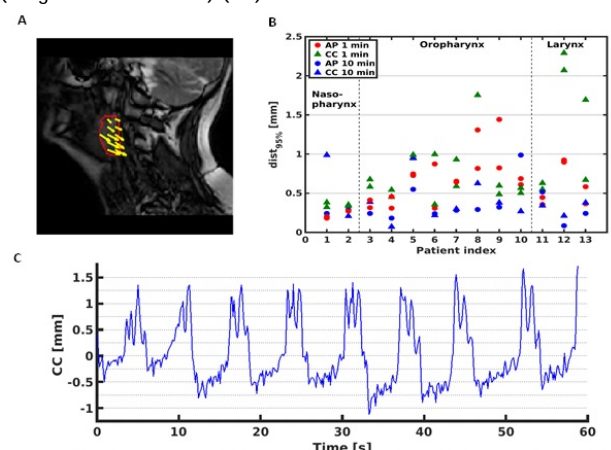 A
B
2.5
AP 1 min
CC 1 min
AP 10 min
CC 10 min
Oropharynx
Larynx
Naso-
pharynx
2
1.5
1
0.5
0
dist95% [mm]
0 1 2 3 4 5 6 7 8 9 10 11 12 13
Patient index
C
1.5
1
0.5
0
-0.5
-1
CC [mm]
0 10 20 30 40 50 60
Time [s]